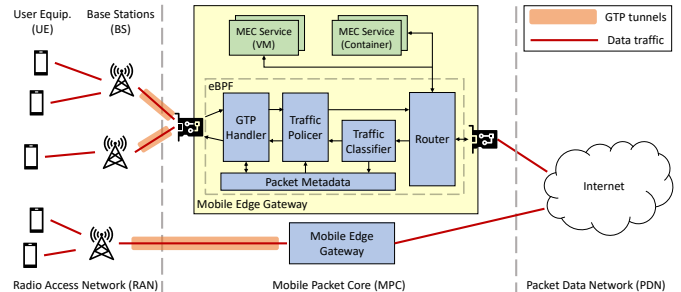 User Equip.
(UE)
Base Stations
(BS)
MEC Service
(VM)
MEC Service
(Container)
GTP tunnels
Data traffic
eBPF
GTP
Handler
Traffic
Policer
Traffic
Classifier
Router
Packet Metadata
Mobile Edge Gateway
Internet
Mobile Edge
Gateway
Radio Access Network (RAN)
Mobile Packet Core (MPC)
Packet Data Network (PDN)